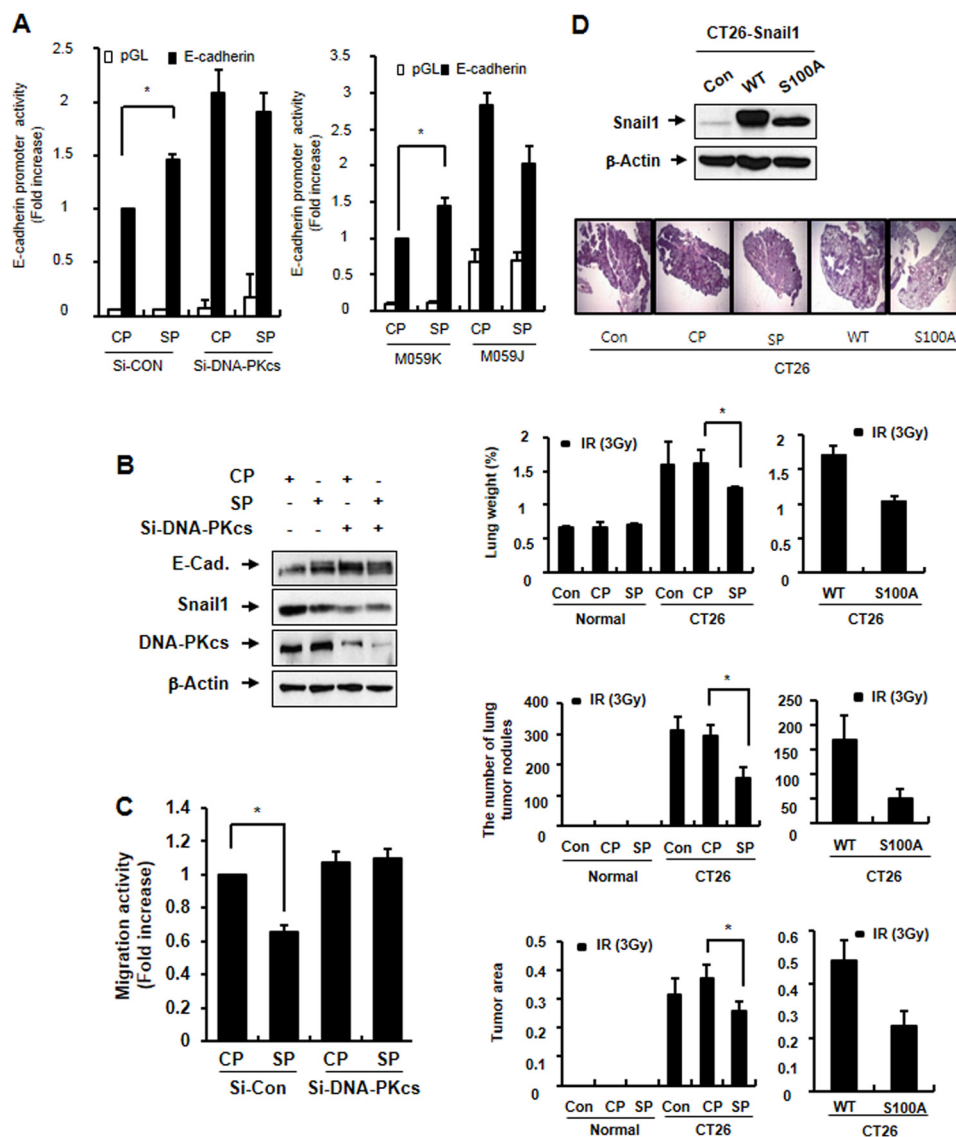 A
pGL E-cadherin
E-cadherin promoter activity
(Fold increase)
2.5
2
1.5
1
0.5
0
*
CP SP CP SP
Si-CON Si-DNA-PKcs
pGL E-cadherin
E-cadherin promoter activity
(Fold increase)
3.5
3
2.5
2
1.5
1
0.5
0
*
CP SP CP SP
M059K M059J
B
CP + - + -
SP - + - +
Si-DNA-PKcs - - + +
E-Cad.
Snail1
DNA-PKcs
β-Actin
C
Migration activity
(Fold increase)
1.4
1.2
1
0.8
0.6
0.4
0.2
0
*
CP SP CP SP
Si-Con Si-DNA-PKcs
D
CT26-Snail1
Con WT S100A
Snail1
β-Actin
Con CP SP WT S100A
CT26
Lung weight (%)
2
1.5
1
0.5
0
IR (3Gy)
*
Con CP SP Con CP SP
Normal CT26
2
1.5
1
0.5
0
IR (3Gy)
WT S100A
CT26
The number of lung
tumor nodules
400
300
200
100
0
IR (3Gy)
*
Con CP SP Con CP SP
Normal CT26
250
200
150
100
50
0
IR (3Gy)
WT S100A
CT26
Tumor area
0.5
0.4
0.3
0.2
0.1
0
IR (3Gy)
*
Con CP SP Con CP SP
Normal CT26
0.6
0.5
0.4
0.3
0.2
0.1
0
IR (3Gy)
WT S100A
CT26